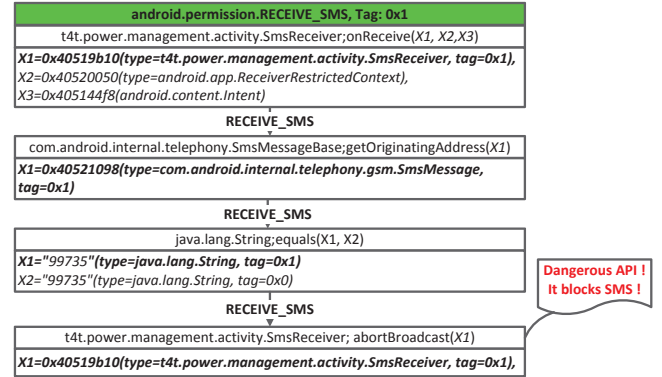 android.permission.RECEIVE_SMS, Tag: 0x1
t4t.power.management.activity.SmsReceiver;onReceive(X1, X2,X3)
X1=0x40519b10(type=t4t.power.management.activity.SmsReceiver, tag=0x1),
X2=0x40520050(type=android.app.ReceiverRestrictedContext),
X3=0x405144f8(android.content.Intent)
RECEIVE_SMS
com.android.internal.telephony.SmsMessageBase;getOriginatingAddress(X1)
X1=0x40521098(type=com.android.internal.telephony.gsm.SmsMessage,
tag=0x1)
RECEIVE_SMS
java.lang.String;equals(X1, X2)
X1="99735"(type=java.lang.String, tag=0x1)
X2="99735"(type=java.lang.String, tag=0x0)
Dangerous API !
It blocks SMS !
RECEIVE_SMS
t4t.power.management.activity.SmsReceiver; abortBroadcast(X1)
X1=0x40519b10(type=t4t.power.management.activity.SmsReceiver, tag=0x1),